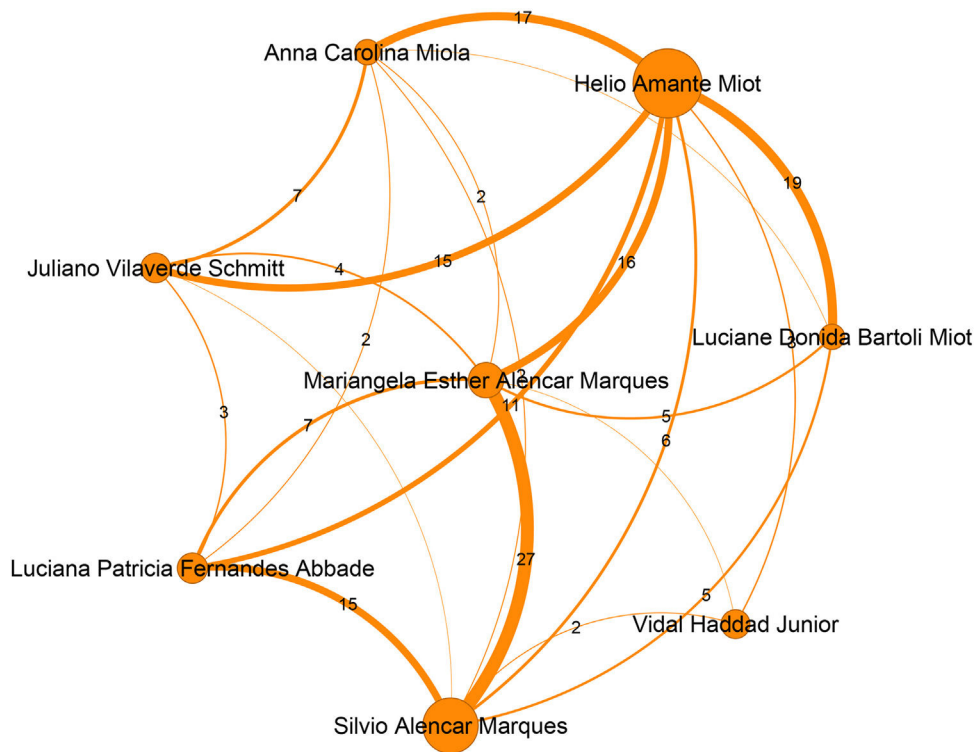 17
Anna Carolina Miola
Helio Amante Miot
19
7
2
Juliano Vilaverde Schmitt
4
15
16
2
Luciane Donida Bartoli Miot
3
Mariangela Esther Alencar Marques
2
11
3
7
5
6
27
Luciana Patricia Fernandes Abbade
15
5
2
Vidal Haddad Junior
Silvio Alencar Marques